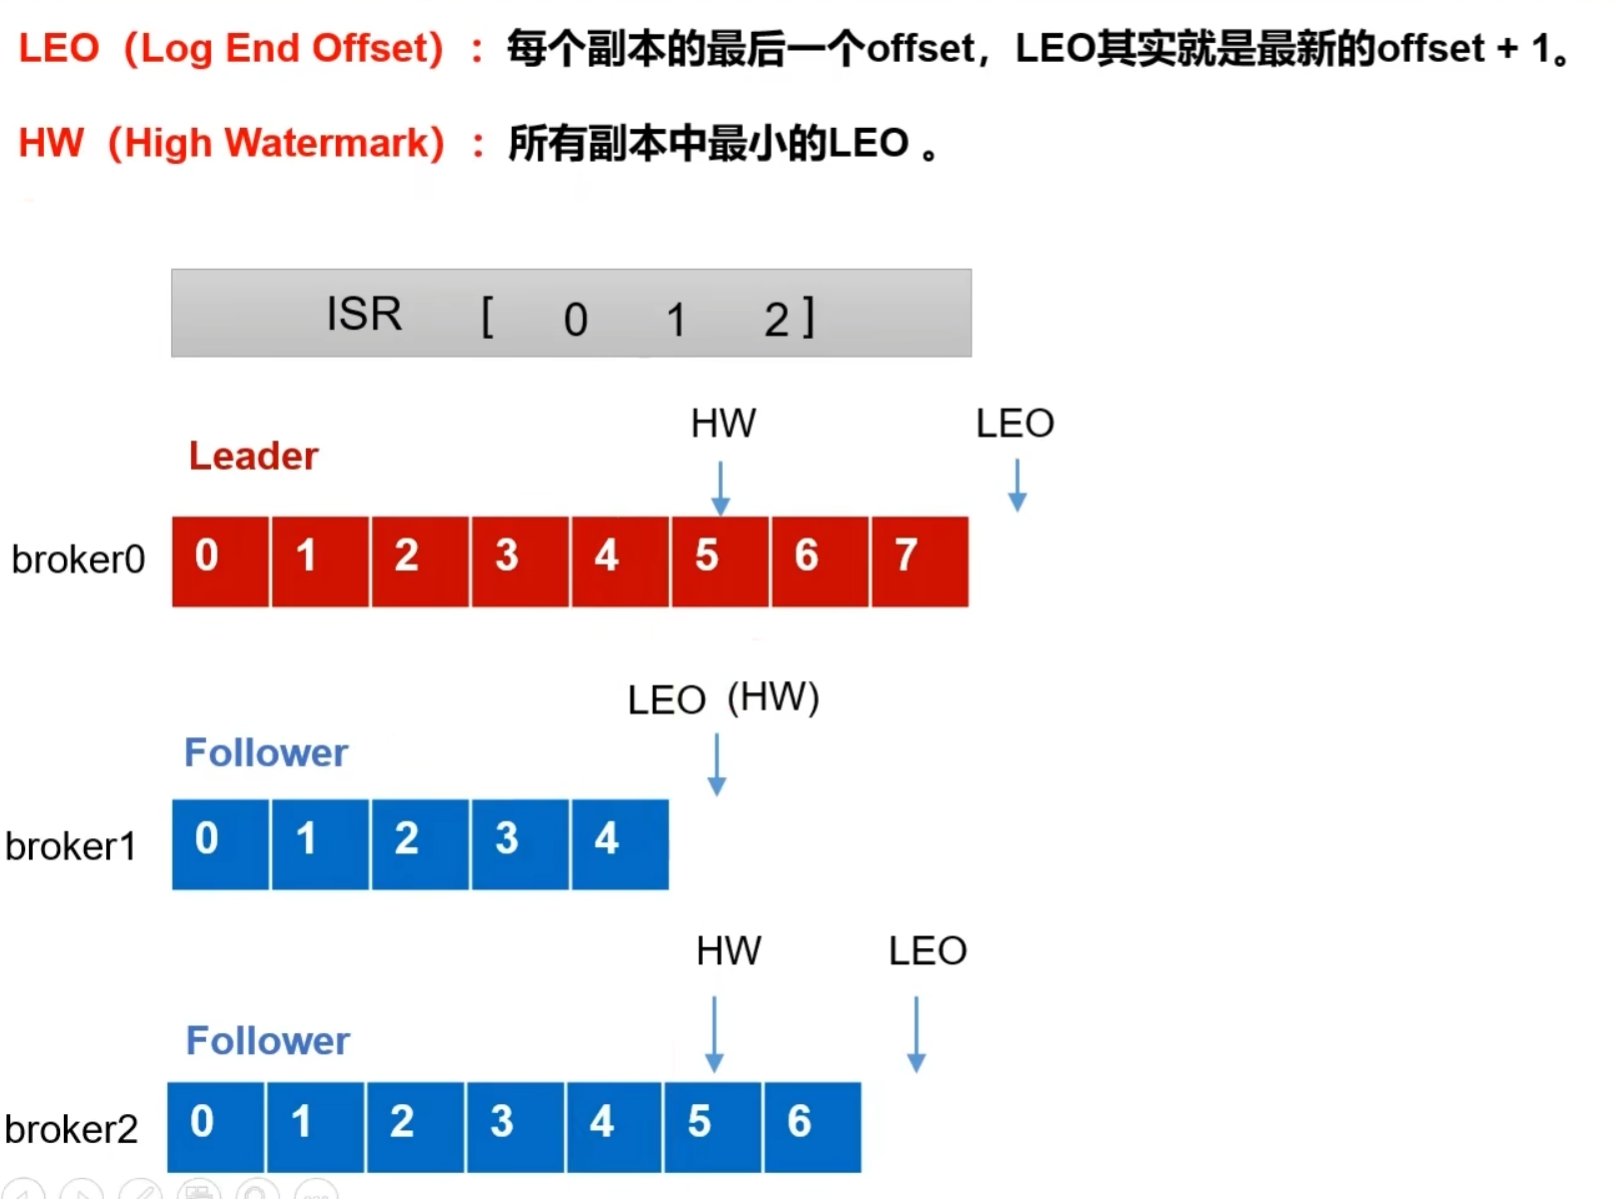 LEO（Log End Offset）：每个副本的最后一个offset，LEO其实就是最新的offset + 1。
HW（High Watermark）：所有副本中最小的LEO 。
ISR [ 0 1 2 ]
HW LEO
Leader
broker0 0 1 2 3 4 5 6 7
LEO (HW)
Follower
broker1 0 1 2 3 4
HW LEO
Follower
broker2 0 1 2 3 4 5 6